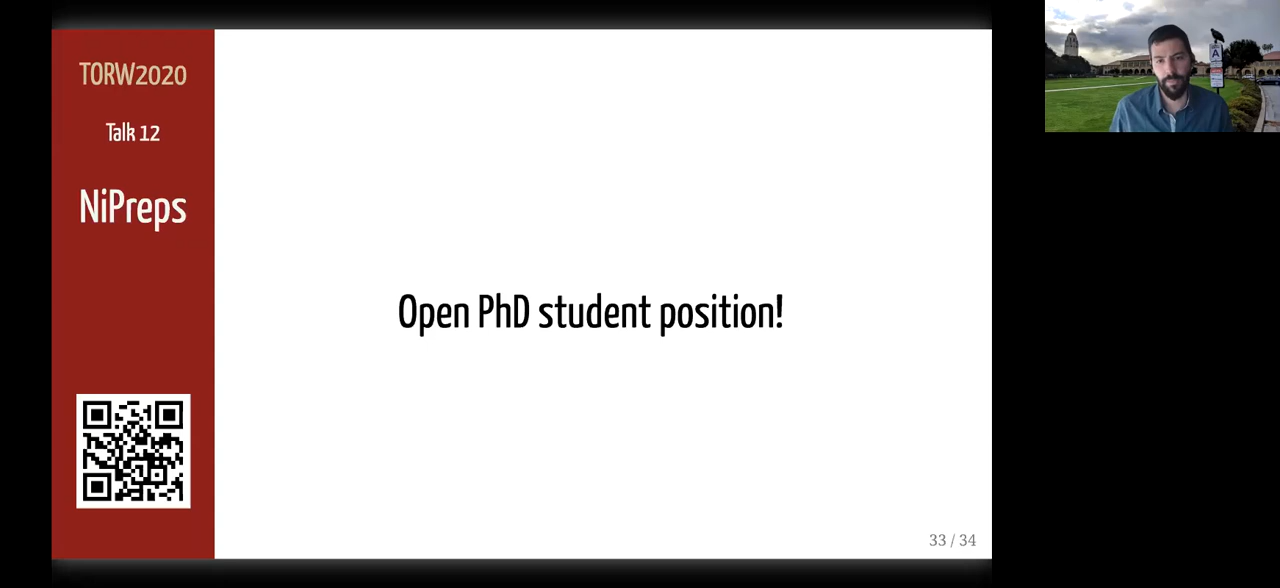 TORW2020
Talk 12
NiPreps
Open PhD student position!
33 / 34
A